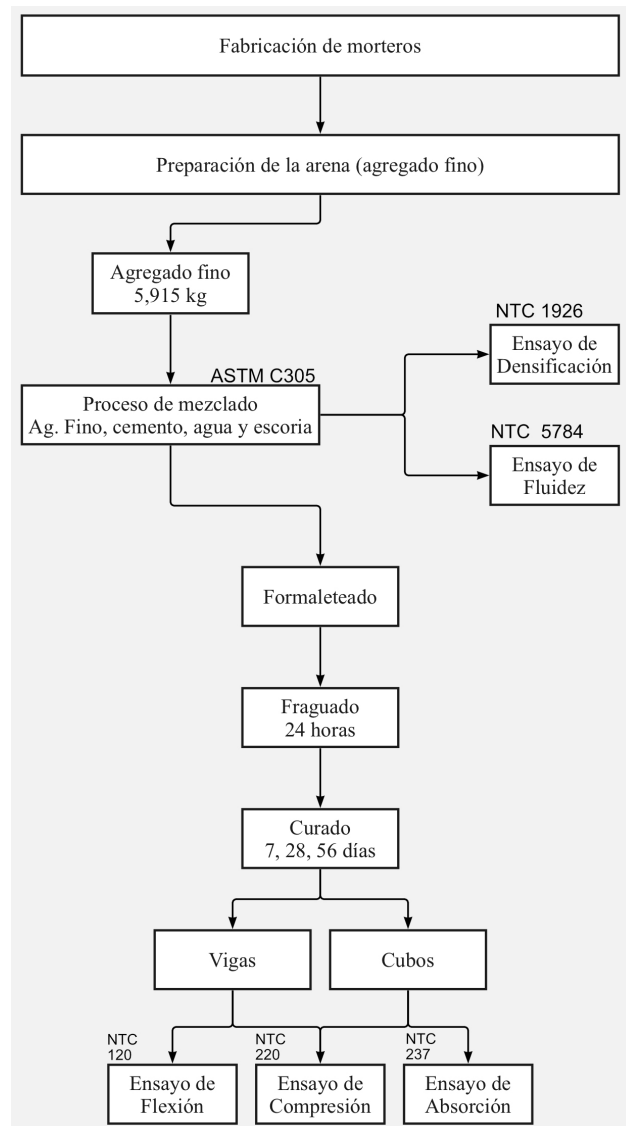 Fabricación de morteros
Preparación de la arena (agregado fino)
Agregado fino
5,915 kg
ASTM C305
Proceso de mezclado
Ag. Fino, cemento, agua y escoria
NTC 1926
Ensayo de
Densificación
NTC 5784
Ensayo de
Fluidez
Formaleteado
Fraguado
24 horas
Curado
7, 28, 56 días
Vigas
Cubos
NTC
120
Ensayo de
Flexión
NTC
220
Ensayo de
Compresión
NTC
237
Ensayo de
Absorción